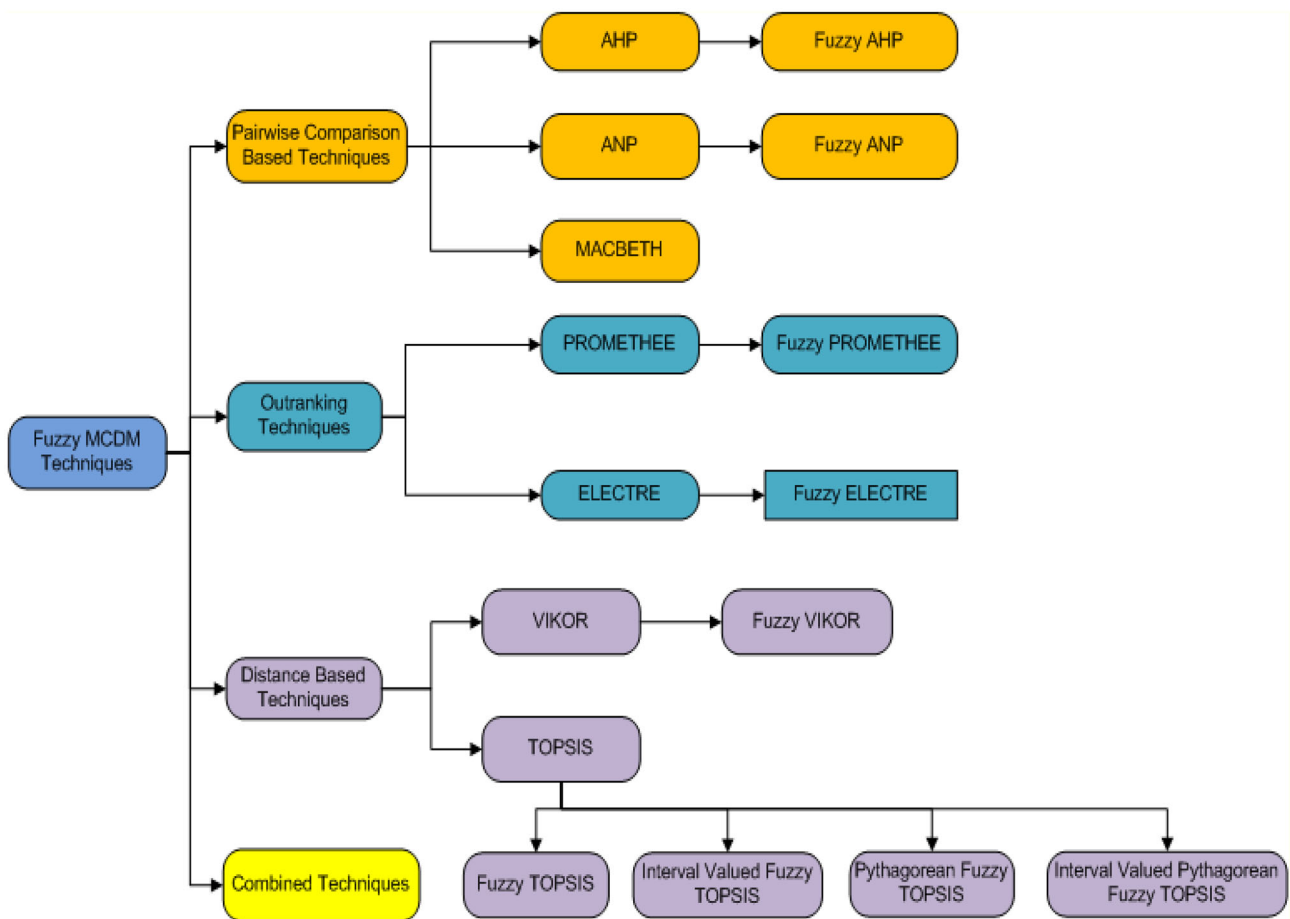 AHP
Fuzzy AHP
Pairwise Comparison
Based Techniques
ANP
Fuzzy ANP
MACBETH
PROMETHEE
Fuzzy PROMETHEE
Outranking
Techniques
Fuzzy MCDM
Techniques
ELECTRE
Fuzzy ELECTRE
VIKOR
Fuzzy VIKOR
Distance Based
Techniques
TOPSIS
Combined Techniques
Fuzzy TOPSIS
Interval Valued Fuzzy
TOPSIS
Pythagorean Fuzzy
TOPSIS
Interval Valued Pythagorean
Fuzzy TOPSIS